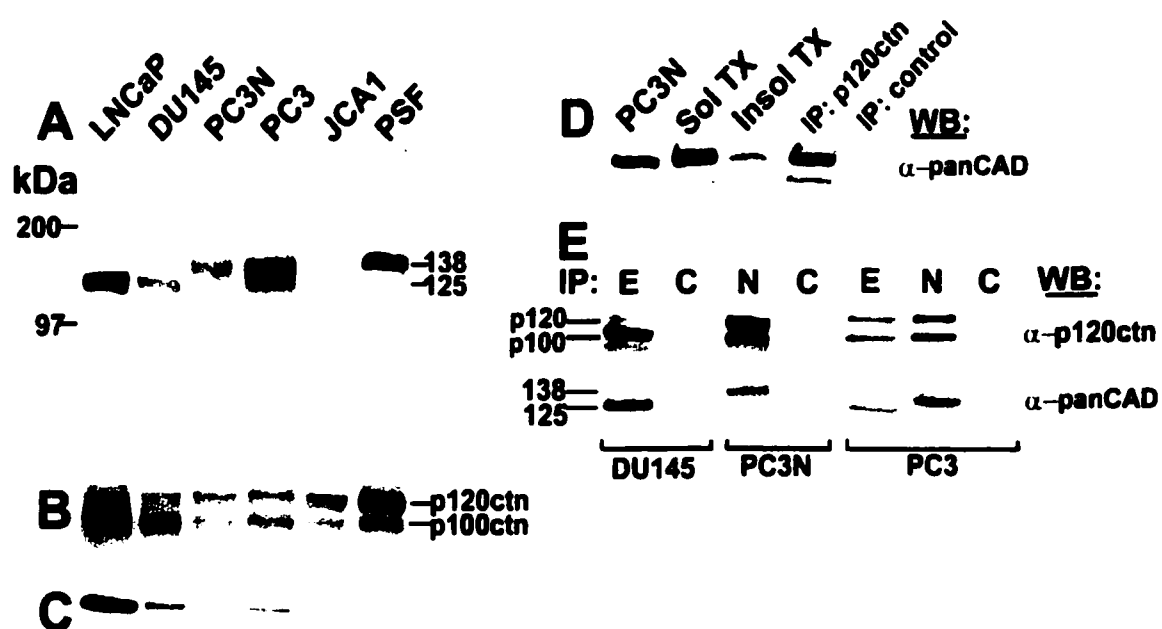 A
LNCaP
DU145
PC3N
PC3
JCA1
PSF
kDa
200
97
138
125
B
p120ctn
p100ctn
C
D
PC3N
Sol TX
Insol TX
IP: p120ctn
IP: control
WB:
α-panCAD
E
IP: E C N C E N C WB:
p120
p100
α-p120ctn
138
125
α-panCAD
DU145 PC3N PC3